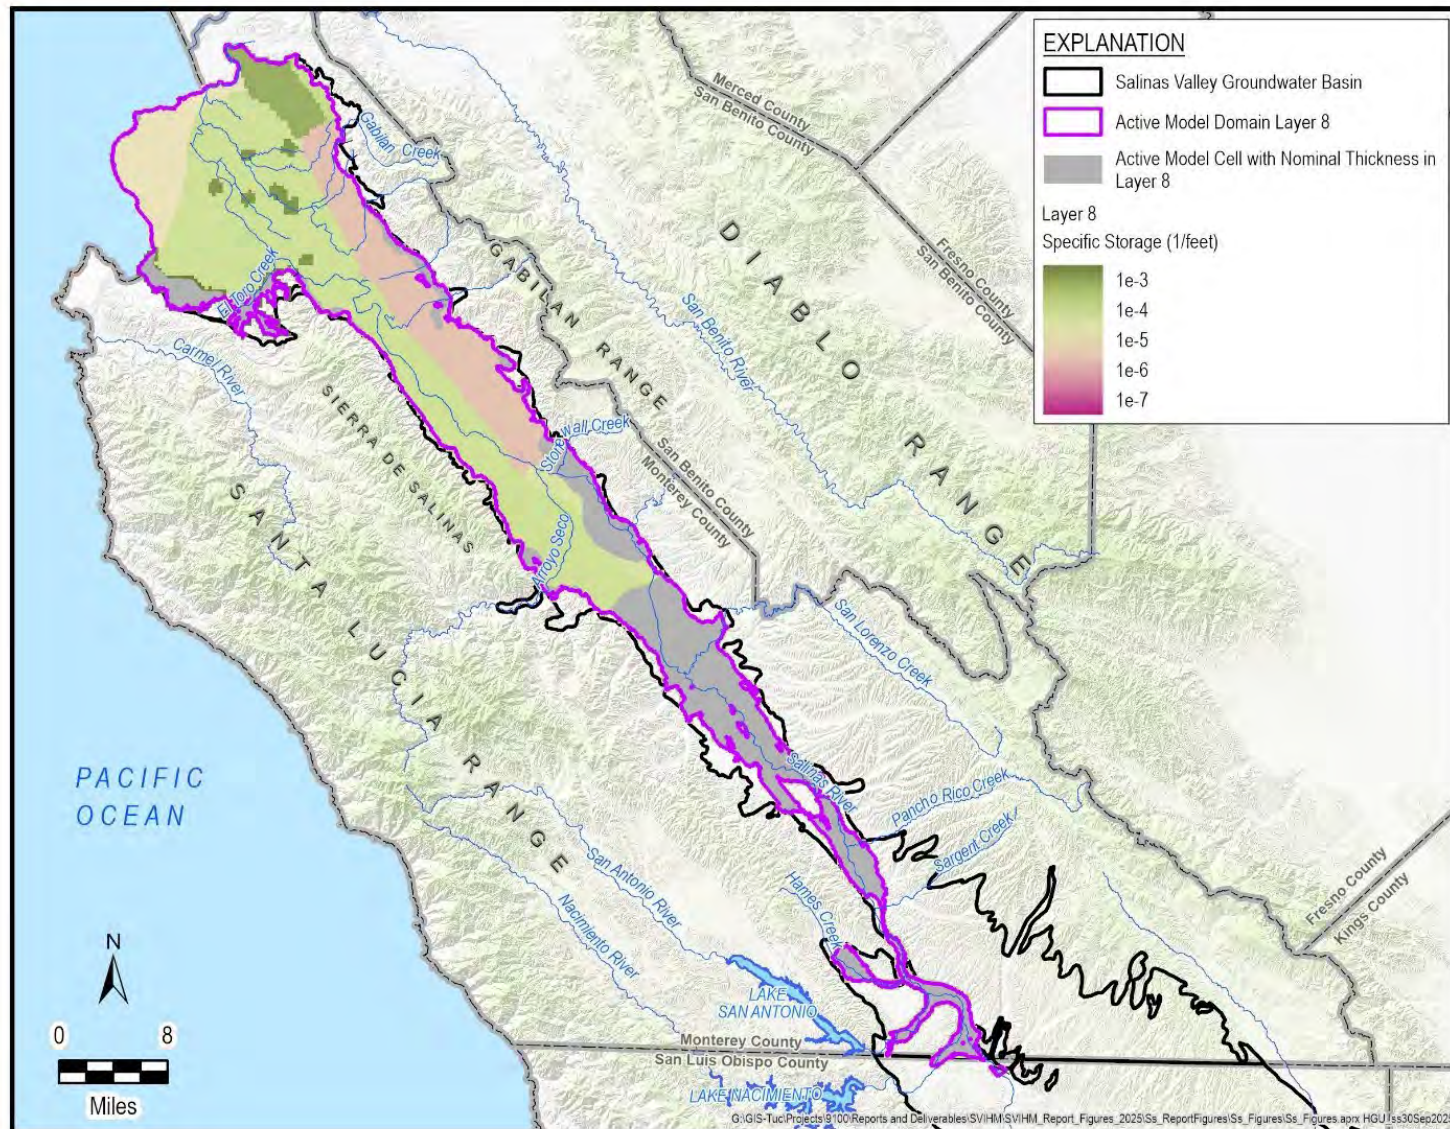 EXPLANATION
Salinas Valley Groundwater Basin
Active Model Domain Layer 8
Active Model Cell with Nominal Thickness in
Layer 8
Layer 8
Specific Storage (1/feet)
1e-3
1e-4
1e-5
1e-6
1e-7
Merced County
San Benito County
Fresno County
San Benito County
Gabilan Creek
DIABLO RANGE
GABILAN RANGE
San Benito River
Toro Creek
Carmel River
SIERRA DE SALINAS
Stonewall Creek
San Benito County
Monterey County
SANTA LUCIA RANGE
Arroyo Seco
San Lorenzo Creek
PACIFIC
OCEAN
Salinas River
Pancho Rico Creek
Sargent Creek
San Antonio River
Hames Creek
Nacimiento River
Fresno County
Kings County
N
0 8
Miles
LAKE
SAN ANTONIO
Monterey County
San Luis Obispo County
LAKE NACIMIENTO